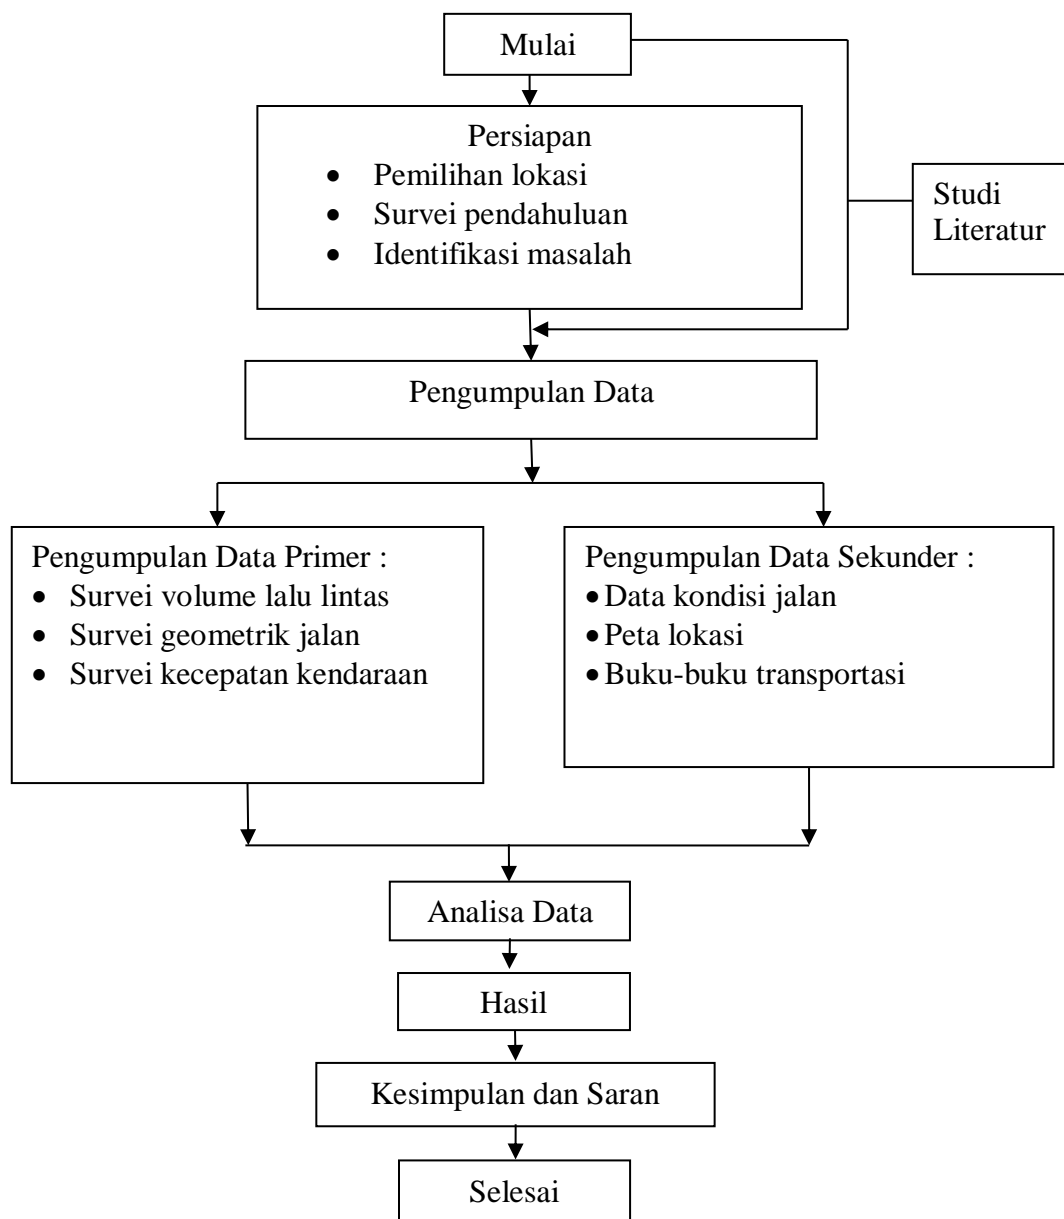 Mulai
Persiapan
• Pemilihan lokasi
• Survei pendahuluan
• Identifikasi masalah
Studi
Literatur
Pengumpulan Data
Pengumpulan Data Primer :
• Survei volume lalu lintas
• Survei geometrik jalan
• Survei kecepatan kendaraan
Pengumpulan Data Sekunder :
• Data kondisi jalan
• Peta lokasi
• Buku-buku transportasi
Analisa Data
Hasil
Kesimpulan dan Saran
Selesai